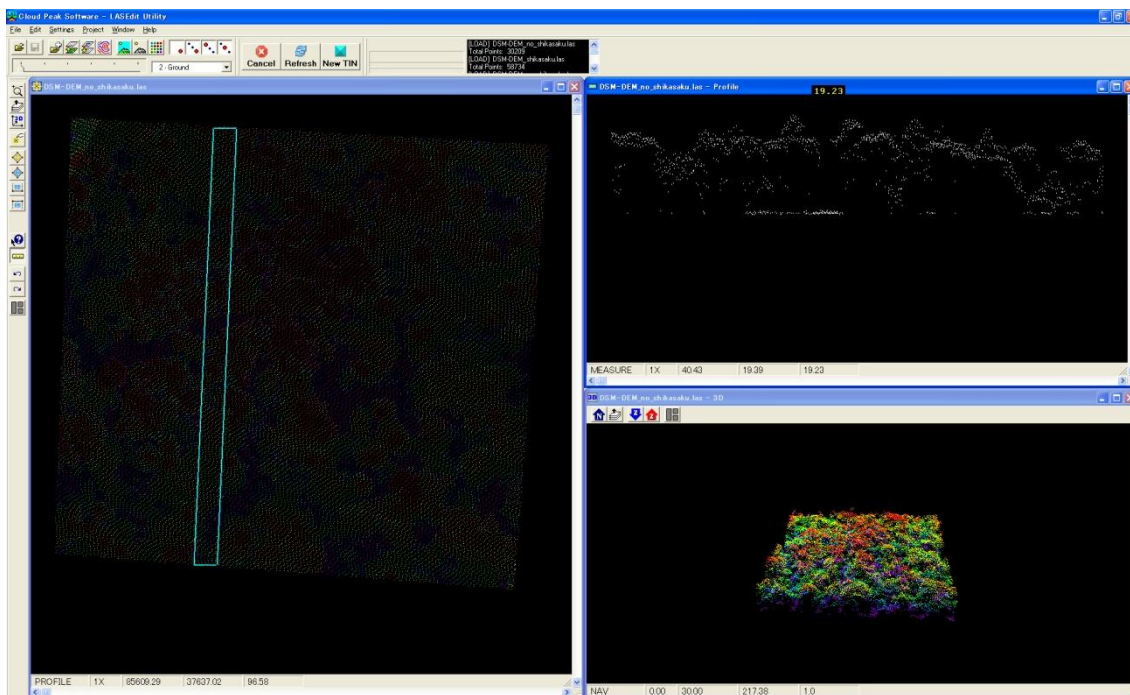 Cloud Peak Software - LASEdit Utility
File Edit Settings Project Window Help
2 - Ground
Cancel Refresh New TIN
[LOAD] DSM-DEM_no_shikasaku.las
Total Points: 30209
[LOAD] DSM-DEM_shikasaku.las
Total Points: 58734
DSM-DEM_no_shikasaku.las
PROFILE 1X 85609.29 37637.02 96.58
DSM-DEM_no_shikasaku.las - Profile
19.23
MEASURE 1X 40.43 19.39 19.23
3D DSM-DEM_no_shikasaku.las - 3D
N Z Z
NAV 0.00 30.00 217.38 1.0